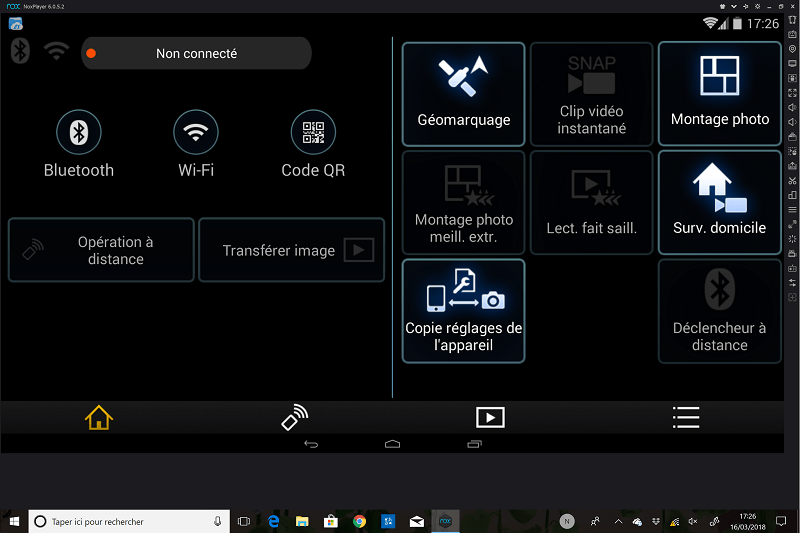 nox NoxPlayer 6.0.5.2
17:26
Non connecté
Bluetooth
Wi-Fi
Code QR
Opération à
distance
Transférer image
Géomarquage
SNAP
Clip vidéo
instantané
Montage photo
Montage photo
meill. extr.
Lect. fait saill.
Surv. domicile
Copie réglages de
l'appareil
Déclencheur à
distance
Taper ici pour rechercher
nox
N
17:26
16/03/2018